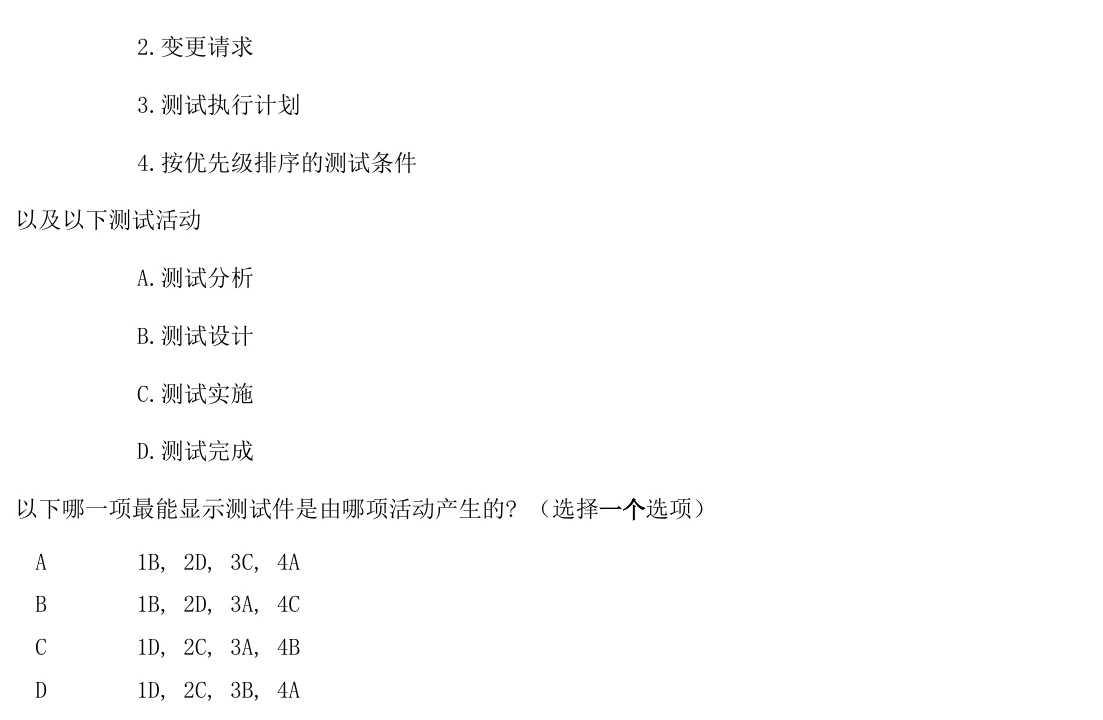 2.变更请求
3.测试执行计划
4.按优先级排序的测试条件
以及以下测试活动
A.测试分析
B.测试设计
C.测试实施
D.测试完成
以下哪一项最能显示测试件是由哪项活动产生的?（选择一个选项）
A 1B, 2D, 3C, 4A
B 1B, 2D, 3A, 4C
C 1D, 2C, 3A, 4B
D 1D, 2C, 3B, 4A